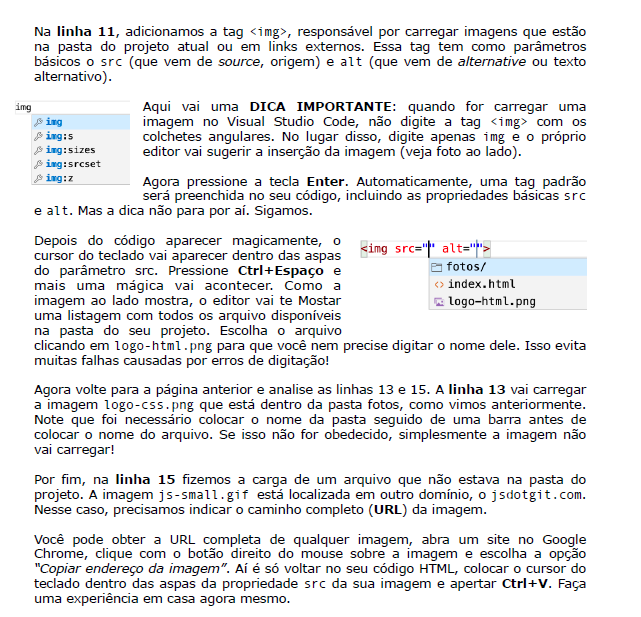 Na linha 11, adicionamos a tag <img>, responsável por carregar imagens que estão
na pasta do projeto atual ou em links externos. Essa tag tem como parâmetros
básicos o src (que vem de source, origem) e alt (que vem de alternative ou texto
alternativo).
img
img
img:s
img:sizes
img:srcset
img:z
Aqui vai uma DICA IMPORTANTE: quando for carregar uma
imagem no Visual Studio Code, não digite a tag <img> com os
colchetes angulares. No lugar disso, digite apenas img e o próprio
editor vai sugerir a inserção da imagem (veja foto ao lado).
Agora pressione a tecla Enter. Automaticamente, uma tag padrão
será preenchida no seu código, incluindo as propriedades básicas src
e alt. Mas a dica não para por aí. Sigamos.
Depois do código aparecer magicamente, o
cursor do teclado vai aparecer dentro das aspas
do parâmetro src. Pressione Ctrl+Espaço e
mais uma mágica vai acontecer. Como a
imagem ao lado mostra, o editor vai te Mostar
uma listagem com todos os arquivo disponíveis
na pasta do seu projeto. Escolha o arquivo
<img src="" alt="">
fotos/
index.html
logo-html.png
clicando em logo-html.png para que você nem precise digitar o nome dele. Isso evita
muitas falhas causadas por erros de digitação!
Agora volte para a página anterior e analise as linhas 13 e 15. A linha 13 vai carregar
a imagem logo-css.png que está dentro da pasta fotos, como vimos anteriormente.
Note que foi necessário colocar o nome da pasta seguido de uma barra antes de
colocar o nome do arquivo. Se isso não for obedecido, simplesmente a imagem não
vai carregar!
Por fim, na linha 15 fizemos a carga de um arquivo que não estava na pasta do
projeto. A imagem js-small.gif está localizada em outro domínio, o jsdotgit.com.
Nesse caso, precisamos indicar o caminho completo (URL) da imagem.
Você pode obter a URL completa de qualquer imagem, abra um site no Google
Chrome, clique com o botão direito do mouse sobre a imagem e escolha a opção
"Copiar endereço da imagem". Aí é só voltar no seu código HTML, colocar o cursor do
teclado dentro das aspas da propriedade src da sua imagem e apertar Ctrl+V. Faça
uma experiência em casa agora mesmo.